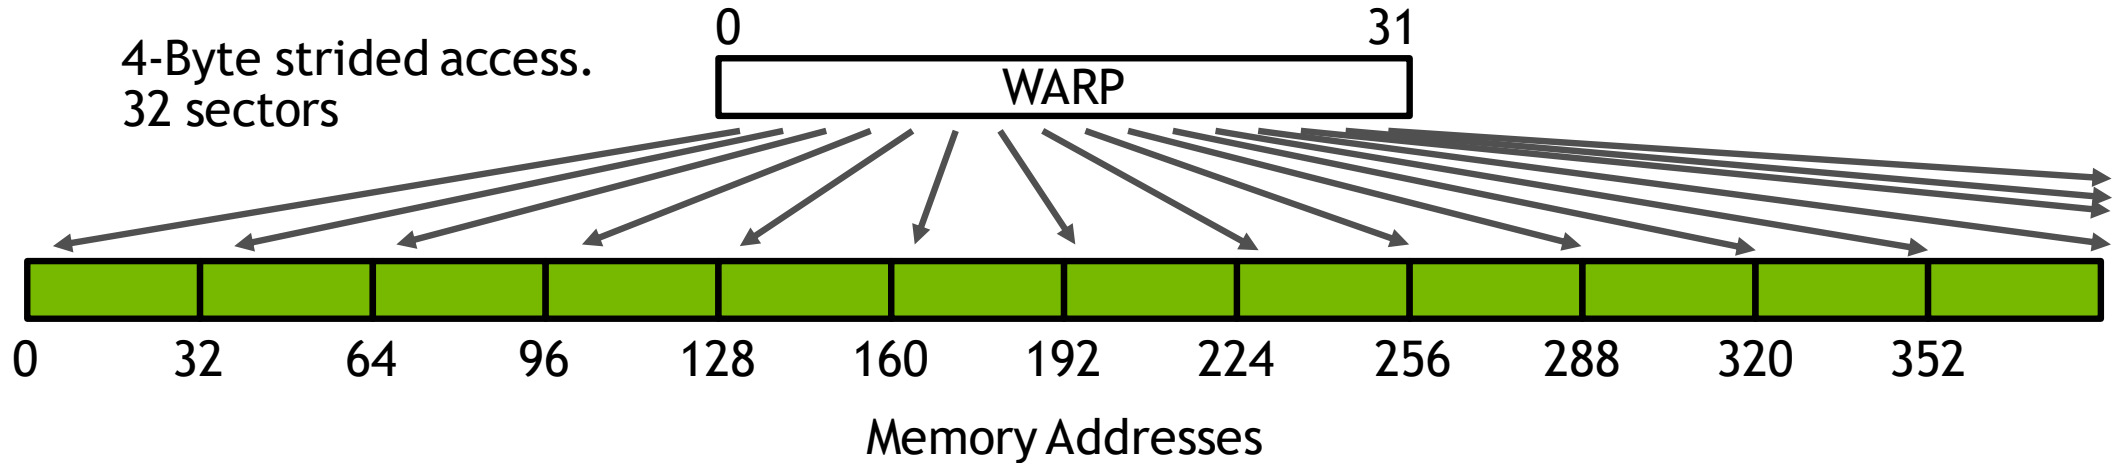 4-Byte strided access.
32 sectors
0 31
WARP
0 32 64 96 128 160 192 224 256 288 320 352
Memory Addresses